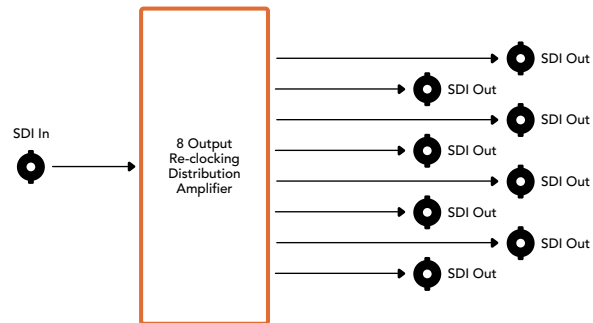 SDI In
8 Output
Re-clocking
Distribution
Amplifier
SDI Out
SDI Out
SDI Out
SDI Out
SDI Out
SDI Out
SDI Out
SDI Out